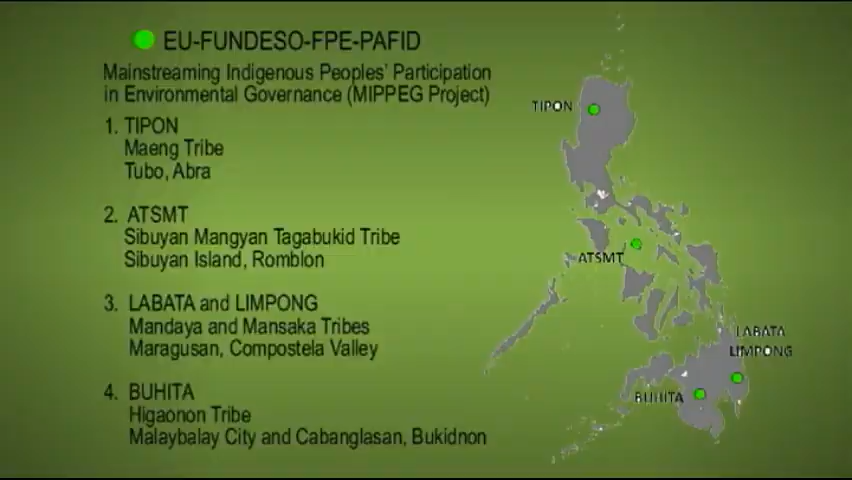 EU-FUNDESO-FPE-PAFID
Mainstreaming Indigenous Peoples' Participation
in Environmental Governance (MIPPEG Project)
1. TIPON
Maeng Tribe
Tubo, Abra
2. ATSMT
Sibuyan Mangyan Tagabukid Tribe
Sibuyan Island, Romblon
3. LABATA and LIMPONG
Mandaya and Mansaka Tribes
Maragusan, Compostela Valley
4. BUHITA
Higaonon Tribe
Malaybalay City and Cabanglasan, Bukidnon
TIPON
ATSMT
LABATA
LIMPONG
BUHITA